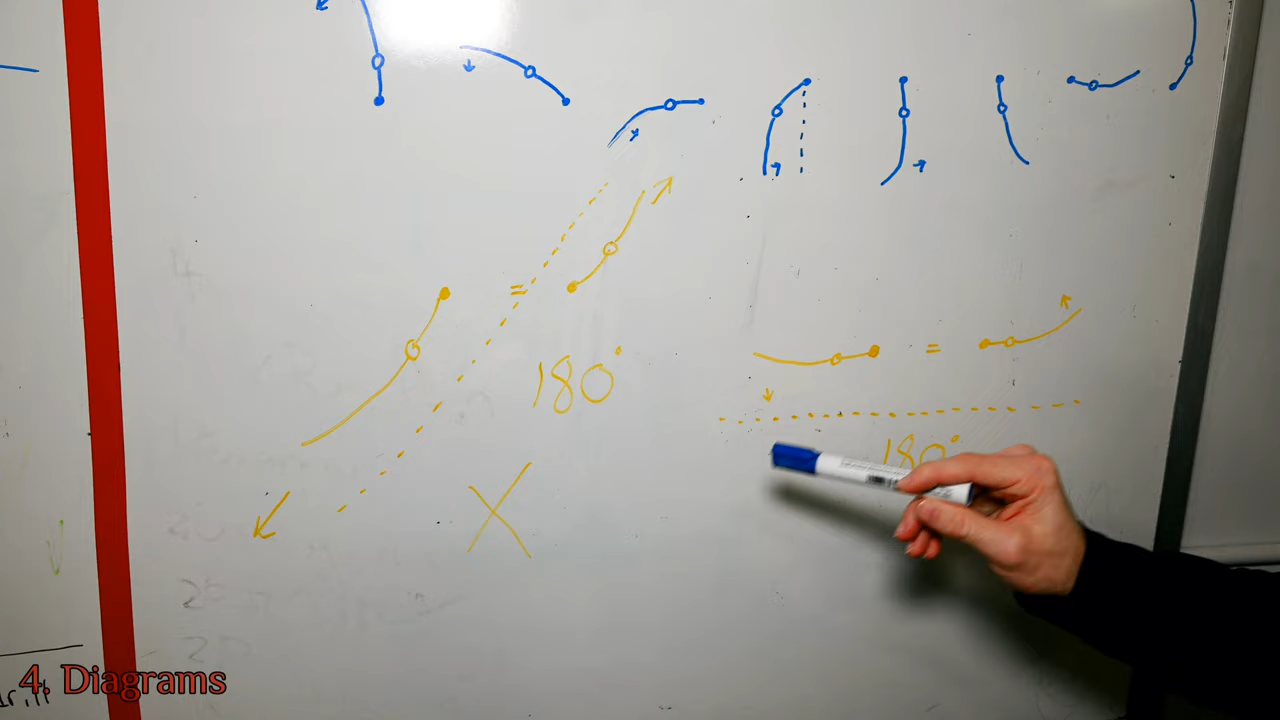 =
180°
=
180°
X
4. Diagrams